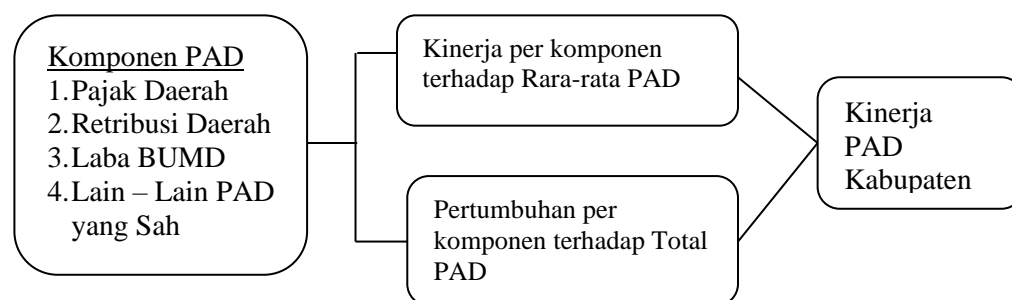 Komponen PAD
1.Pajak Daerah
2.Retribusi Daerah
3.Laba BUMD
4.Lain – Lain PAD
yang Sah
Kinerja per komponen
terhadap Rara-rata PAD
Pertumbuhan per
komponen terhadap Total
PAD
Kinerja
PAD
Kabupaten